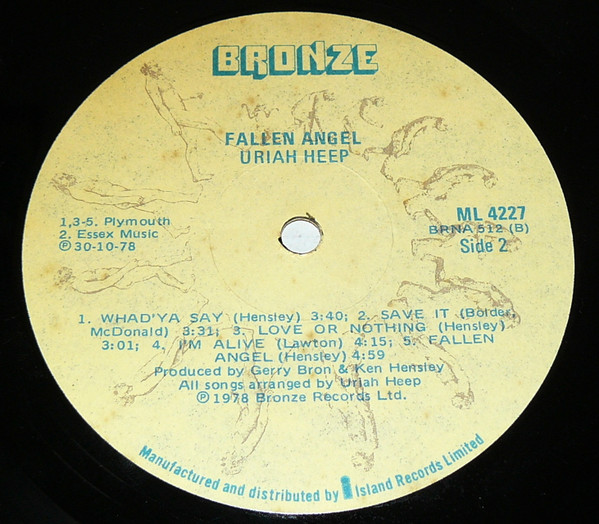 BRONZE
FALLEN ANGEL
URIAH HEEP
1,3-5. Plymouth
2. Essex Music
Ⓟ30-10-78
ML 4227
BRNA 512 (B)
Side 2
1. WHAD'YA SAY (Hensley) 3:40; 2. SAVE IT (Bolder,
McDonald) 3:31; 3. LOVE OR NOTHING (Hensley)
3:01; 4. I'M ALIVE (Lawton) 4:15; 5. FALLEN
ANGEL (Hensley) 4:59
Produced by Gerry Bron & Ken Hensley
All songs arranged by Uriah Heep
Ⓟ1978 Bronze Records Ltd.
Manufactured and distributed by Island Records Limited